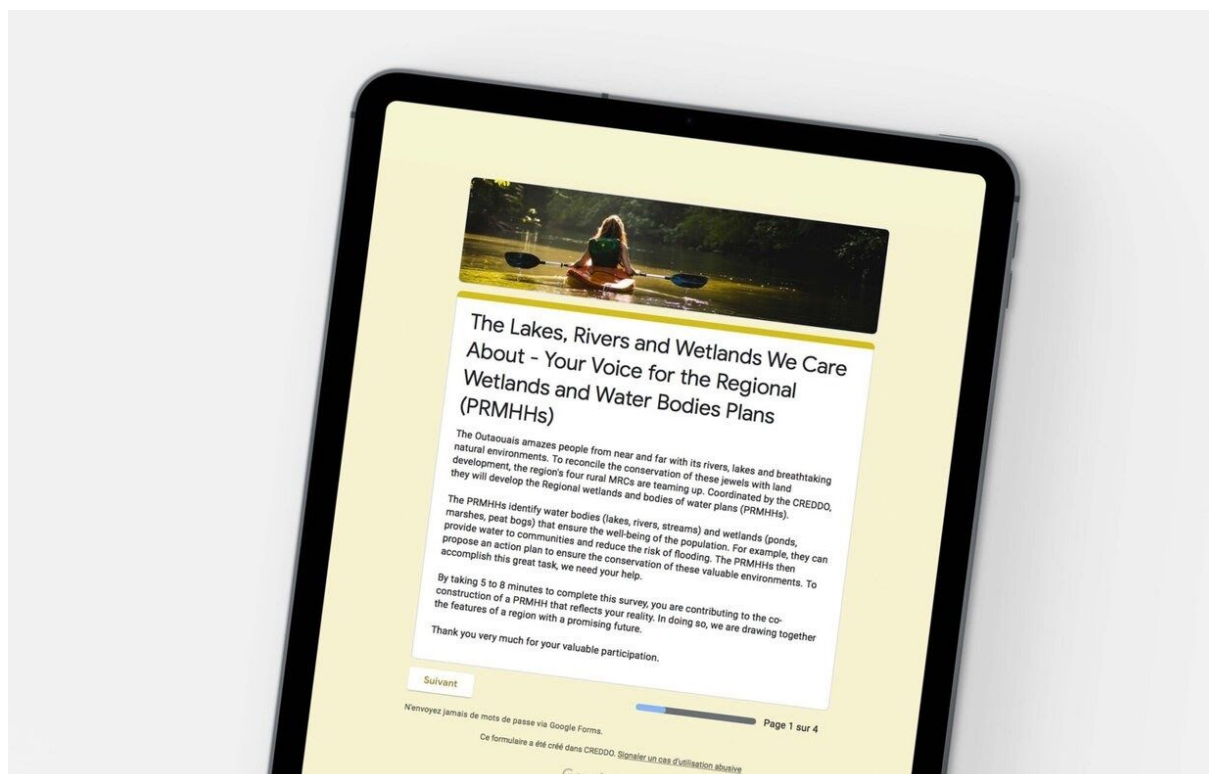 The Lakes, Rivers and Wetlands We Care
About - Your Voice for the Regional
Wetlands and Water Bodies Plans
(PRMHHs)
The Outaouais amazes people from near and far with its rivers, lakes and breathtaking
natural environments. To reconcile the conservation of these jewels with land
development, the region's four rural MRCs are teaming up. Coordinated by the CREDDO,
they will develop the Regional wetlands and bodies of water plans (PRMHHs).
The PRMHHs identify water bodies (lakes, rivers, streams) and wetlands (ponds,
marshes, peat bogs) that ensure the well-being of the population. For example, they can
provide water to communities and reduce the risk of flooding. The PRMHHs then
propose an action plan to ensure the conservation of these valuable environments. To
accomplish this great task, we need your help.
By taking 5 to 8 minutes to complete this survey, you are contributing to the co-
construction of a PRMHH that reflects your reality. In doing so, we are drawing together
the features of a region with a promising future.
Thank you very much for your valuable participation.
Suivant
Page 1 sur 4
N'envoyez jamais de mots de passe via Google Forms.
Ce formulaire a été créé dans CREDDO. Signaler un cas d'utilisation abusive